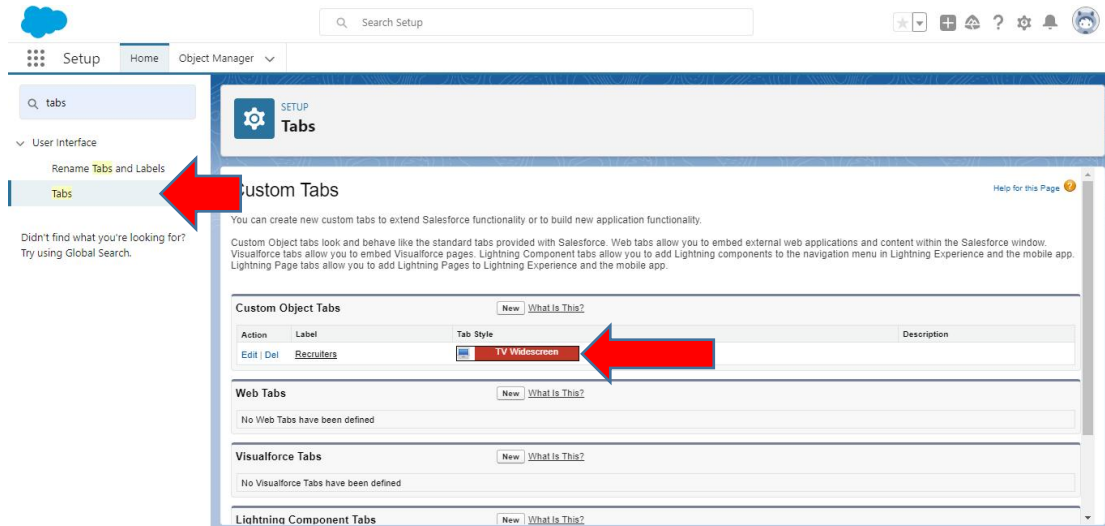 Search Setup
Setup
Home
Object Manager
tabs
User Interface
Rename Tabs and Labels
Tabs
Didn't find what you're looking for?
Try using Global Search.
SETUP
Tabs
ustom Tabs
Help for this Page
You can create new custom tabs to extend Salesforce functionality or to build new application functionality.
Custom Object tabs look and behave like the standard tabs provided with Salesforce. Web tabs allow you to embed external web applications and content within the Salesforce window.
Visualforce tabs allow you to embed Visualforce pages. Lightning Component tabs allow you to add Lightning components to the navigation menu in Lightning Experience and the mobile app.
Lightning Page tabs allow you to add Lightning Pages to Lightning Experience and the mobile app.
Custom Object Tabs New What Is This?
Action Label Tab Style Description
Edit | Del Recruiters TV Widescreen
Web Tabs New What Is This?
No Web Tabs have been defined
Visualforce Tabs New What Is This?
No Visualforce Tabs have been defined
Lightning Component Tabs New What Is This?